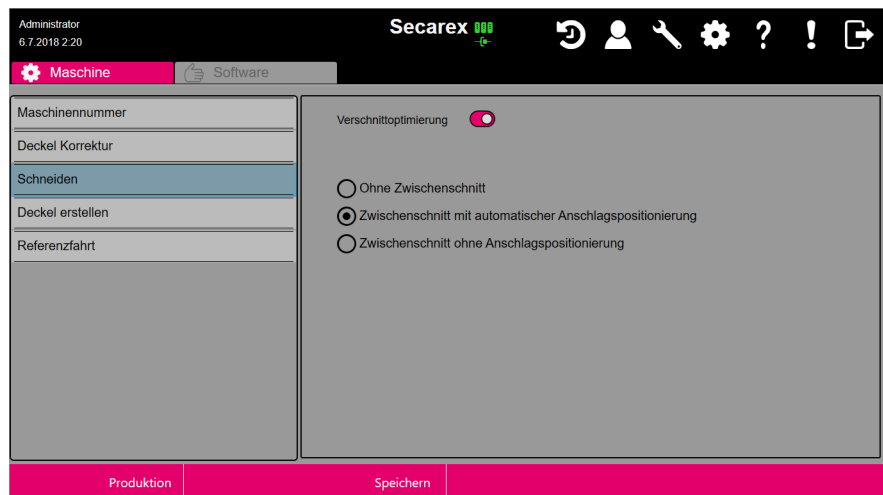 Administrator
6.7.2018 2:20
Secarex
?
!
Maschine
Software
Maschinennummer
Deckel Korrektur
Schneiden
Deckel erstellen
Referenzfahrt
Verschnittoptimierung
Ohne Zwischenschnitt
Zwischenschnitt mit automatischer Anschlagspositionierung
Zwischenschnitt ohne Anschlagspositionierung
Produktion
Speichern